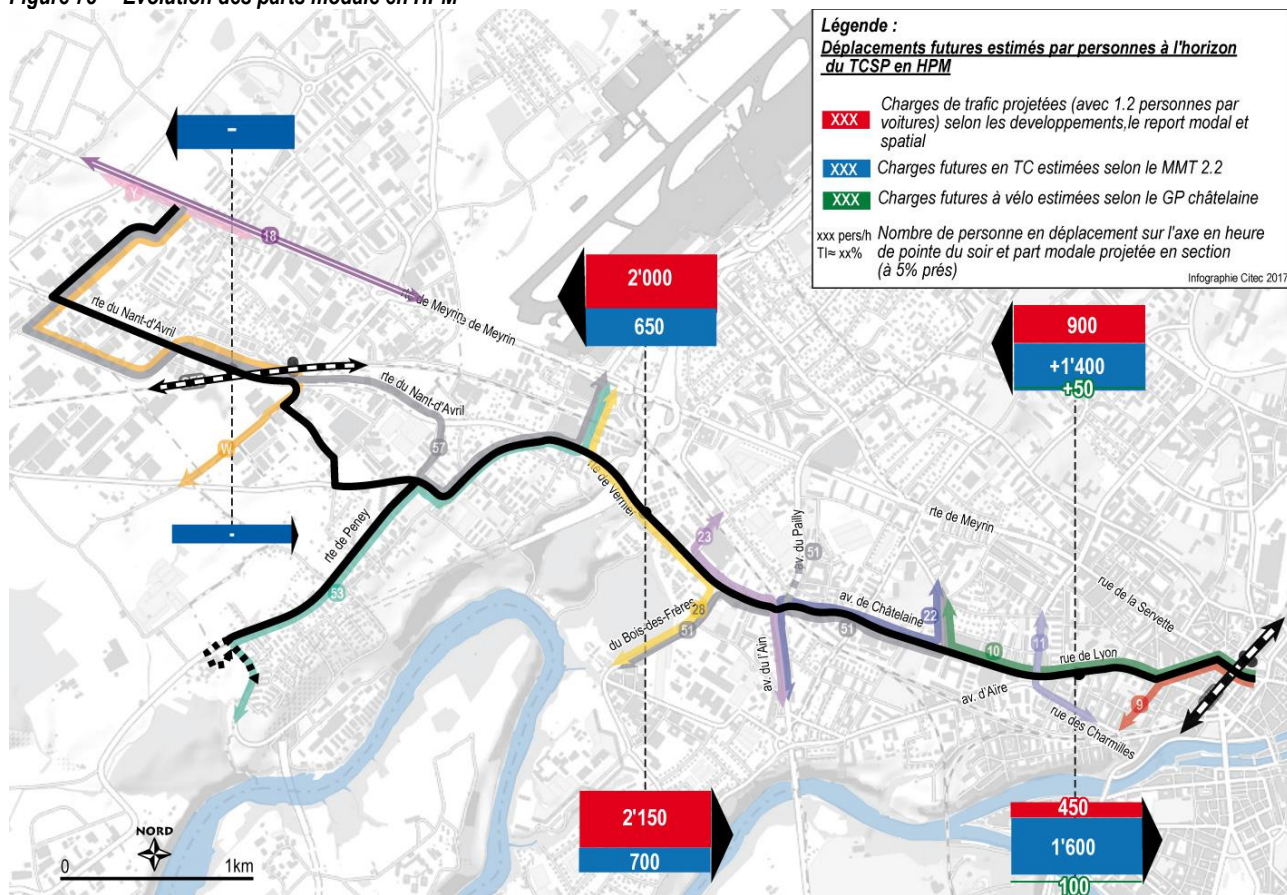 Figure 70 – Evolution des parts modale en HPM
Légende :
Déplacements futures estimés par personnes à l'horizon
du TCSP en HPM
XXX
Charges de trafic projetées (avec 1.2 personnes par
voitures) selon les developpements,le report modal et
spatial
XXX
Charges futures en TC estimées selon le MMT 2.2
XXX
Charges futures à vélo estimées selon le GP châtelaine
xxx pers/h
TI≈ xx%
Nombre de personne en déplacement sur l'axe en heure
de pointe du soir et part modale projetée en section
(à 5% prés)
Infographie Citec 2017
-
Y
18
rte de Meyrin
de Meyrin
rte du Nant-d'Avril
2'000
650
900
+1'400
+50
rte du Nant-d'Avril
57
W
rte de Vernier
rte de Peney
-
53
23
av. du Pailly
51
rte de Meyrin
rue de la Servette
28
du Bois-des-Frères
51
av. de Châtelaine
22
51
10
11
rue de Lyon
av. du l'Ain
av. d'Aïre
rue des Charmilles
9
NORD
0
1km
2'150
700
450
1'600
100